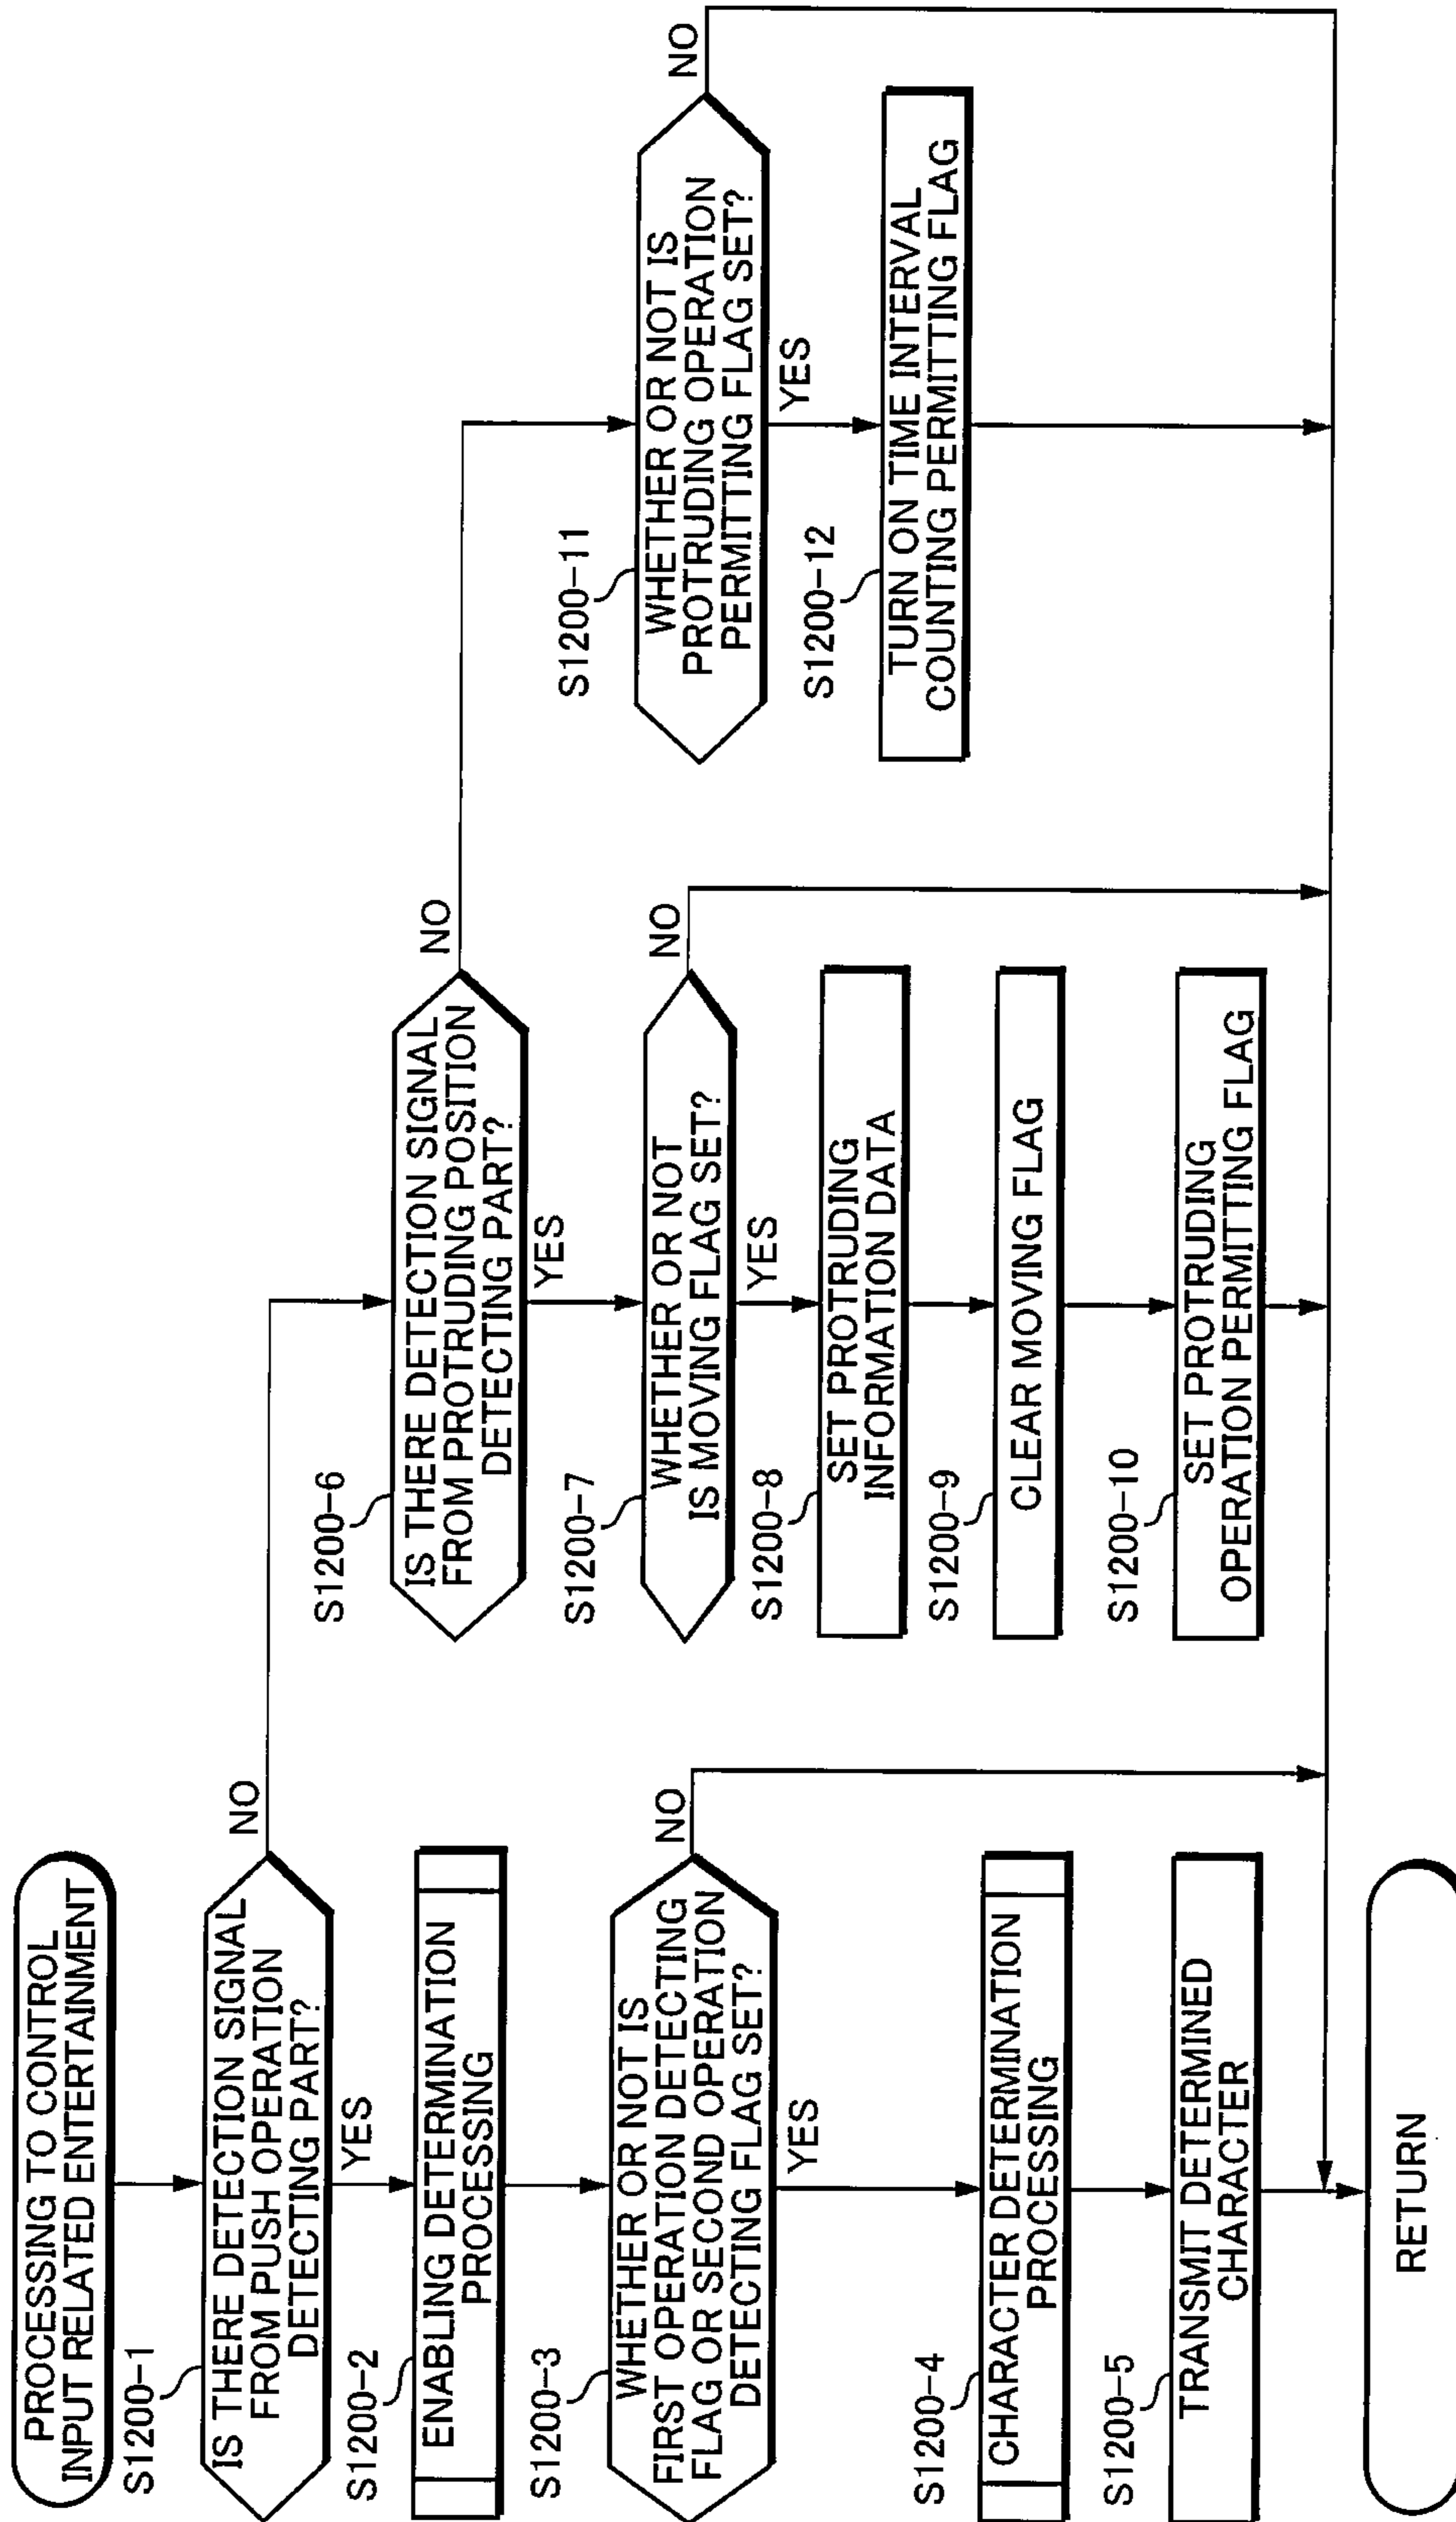 PROCESSING TO CONTROL
INPUT RELATED ENTERTAINMENT
S1200-1
IS THERE DETECTION SIGNAL
FROM PUSH OPERATION
DETECTING PART?
NO
YES
S1200-2
ENABLING DETERMINATION
PROCESSING
S1200-3
WHETHER OR NOT IS
FIRST OPERATION DETECTING
FLAG OR SECOND OPERATION
DETECTING FLAG SET?
NO
YES
S1200-4
CHARACTER DETERMINATION
PROCESSING
S1200-5
TRANSMIT DETERMINED
CHARACTER
RETURN
S1200-6
IS THERE DETECTION SIGNAL
FROM PROTRUDING POSITION
DETECTING PART?
NO
YES
S1200-7
WHETHER OR NOT
IS MOVING FLAG SET?
NO
YES
S1200-8
SET PROTRUDING
INFORMATION DATA
S1200-9
CLEAR MOVING FLAG
S1200-10
SET PROTRUDING
OPERATION PERMITTING FLAG
S1200-11
WHETHER OR NOT IS
PROTRUDING OPERATION
PERMITTING FLAG SET?
NO
YES
S1200-12
TURN ON TIME INTERVAL
COUNTING PERMITTING FLAG